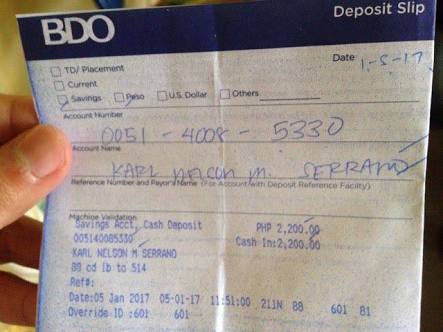 BDO
Deposit Slip
Date 1-5-17
TD/ Placement
Current
Savings Peso U.S. Dollar Others
Account Number
0051 - 4008 - 5330
Account Name
KARL NELSON M. SERRANO
Reference Number and Payor's Name (For Account with Deposit Reference Facility)
Machine Validation
Savings Acct, Cash Deposit PHP 2,200.00
005140085330 Cash In:2,200.00
KARL NELSON M SERRANO
BB cd lb to 514
Ref#:
Date:05 Jan 2017 05-01-17 11:51:00 211N BB 601 81
Override ID :601 601